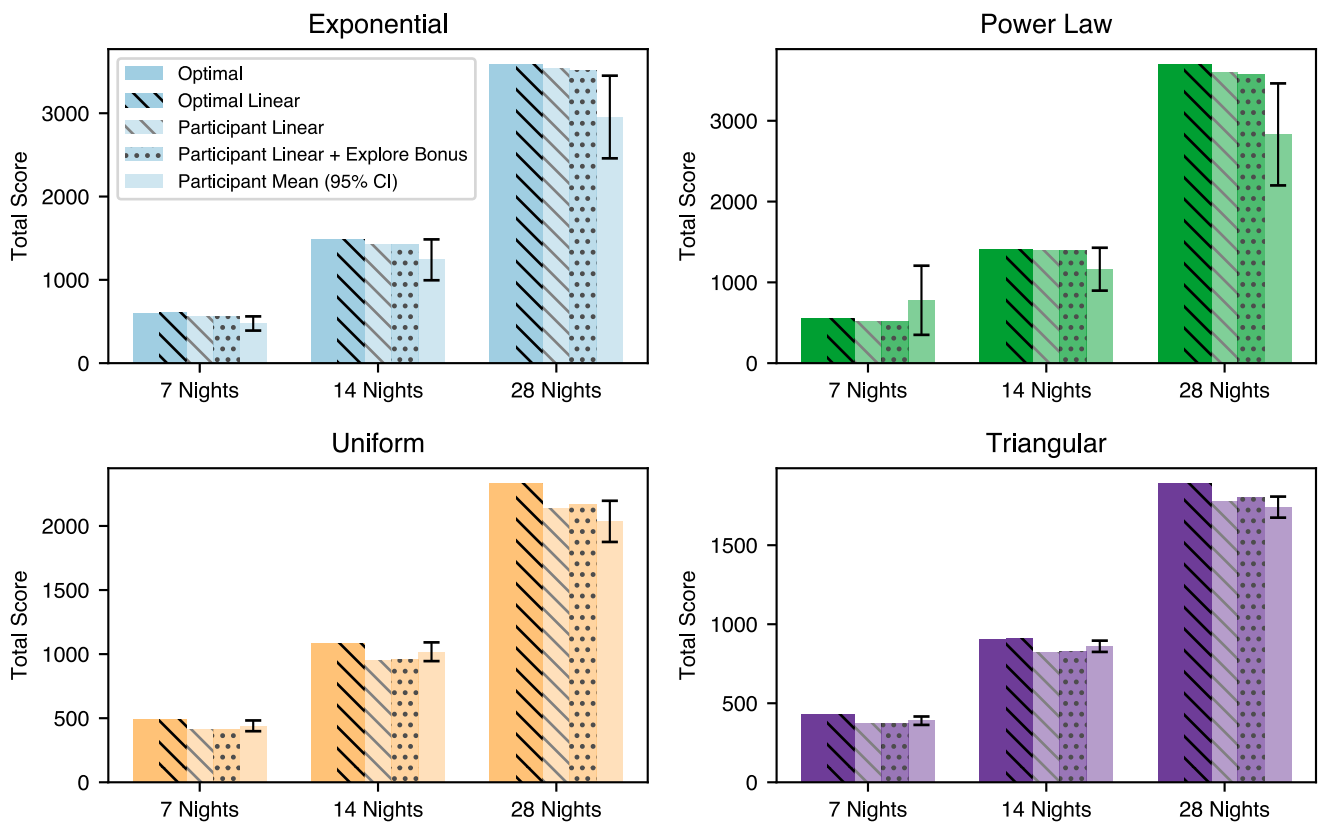 Exponential
Total Score
3000
2000
1000
0
Optimal
Optimal Linear
Participant Linear
Participant Linear + Explore Bonus
Participant Mean (95% CI)
7 Nights
14 Nights
28 Nights
Power Law
Total Score
3000
2000
1000
0
7 Nights
14 Nights
28 Nights
Uniform
Total Score
2000
1500
1000
500
0
7 Nights
14 Nights
28 Nights
Triangular
Total Score
1500
1000
500
0
7 Nights
14 Nights
28 Nights